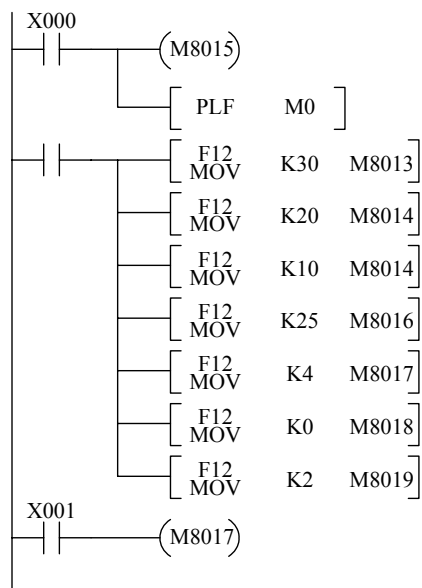 X000
M8015
PLF M0
F12 MOV K30 M8013
F12 MOV K20 M8014
F12 MOV K10 M8014
F12 MOV K25 M8016
F12 MOV K4 M8017
F12 MOV K0 M8018
F12 MOV K2 M8019
X001
M8017